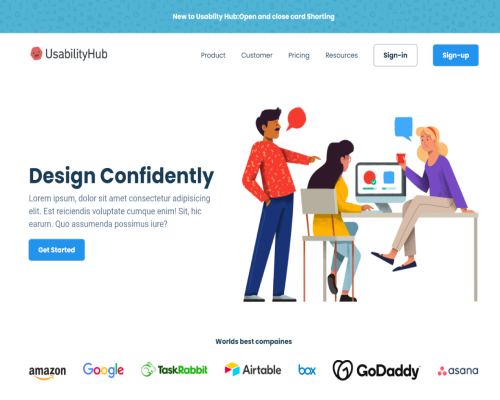 New to Usablity Hub:Open and close card Shorting
UsabilityHub
Product Customer Pricing Resources Sign-in Sign-up
Design Confidently
Lorem ipsum, dolor sit amet consectetur adipisicing
elit. Est reiciendis voluptate cumque enim! Sit, hic
earum. Quo assumenda possimus iure?
Get Started
Worlds best compaines
amazon Google TaskRabbit Airtable box GoDaddy asana